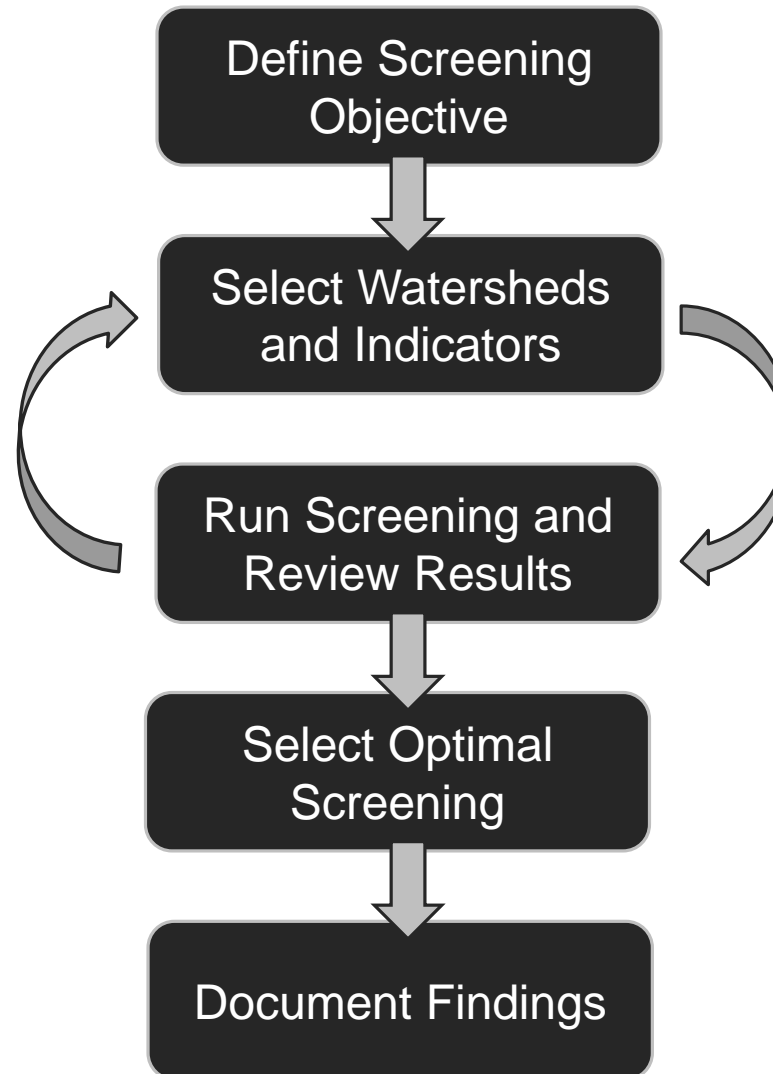 Define Screening
Objective
Select Watersheds
and Indicators
Run Screening and
Review Results
Select Optimal
Screening
Document Findings